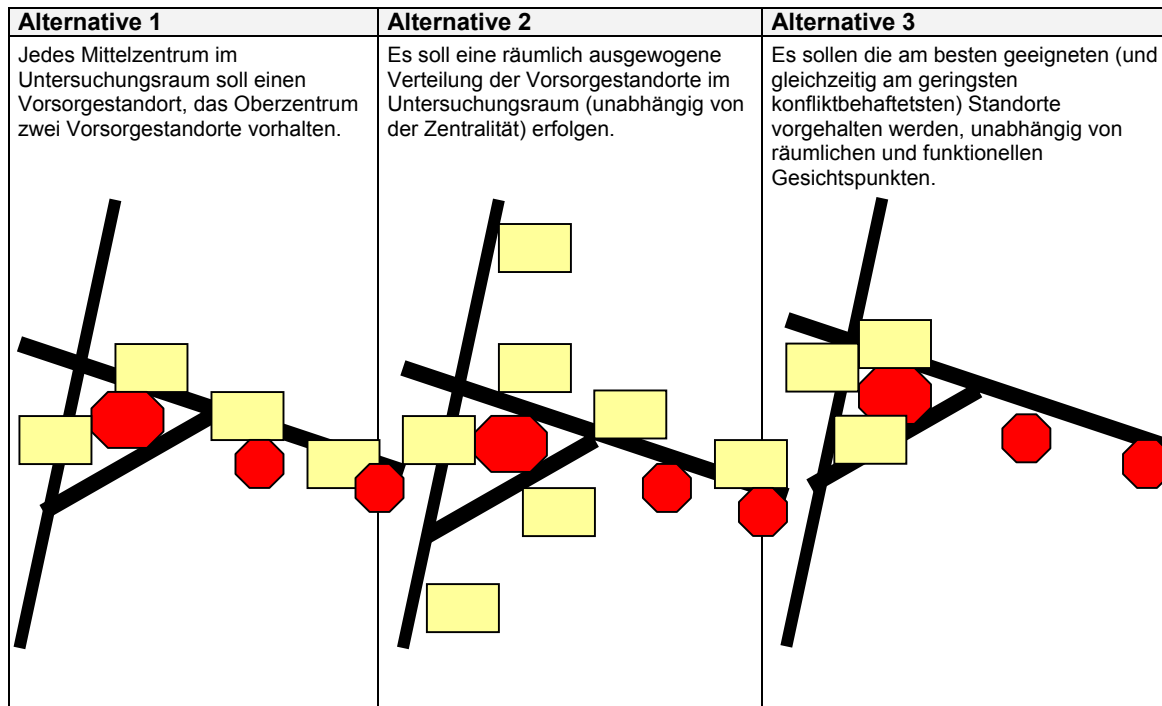 Alternative 1
Jedes Mittelzentrum im
Untersuchungsraum soll einen
Vorsorgestandort, das Oberzentrum
zwei Vorsorgestandorte vorhalten.
Alternative 2
Es soll eine räumlich ausgewogene
Verteilung der Vorsorgestandorte im
Untersuchungsraum (unabhängig von
der Zentralität) erfolgen.
Alternative 3
Es sollen die am besten geeigneten (und
gleichzeitig am geringsten
konfliktbehaftetsten) Standorte
vorgehalten werden, unabhängig von
räumlichen und funktionellen
Gesichtspunkten.